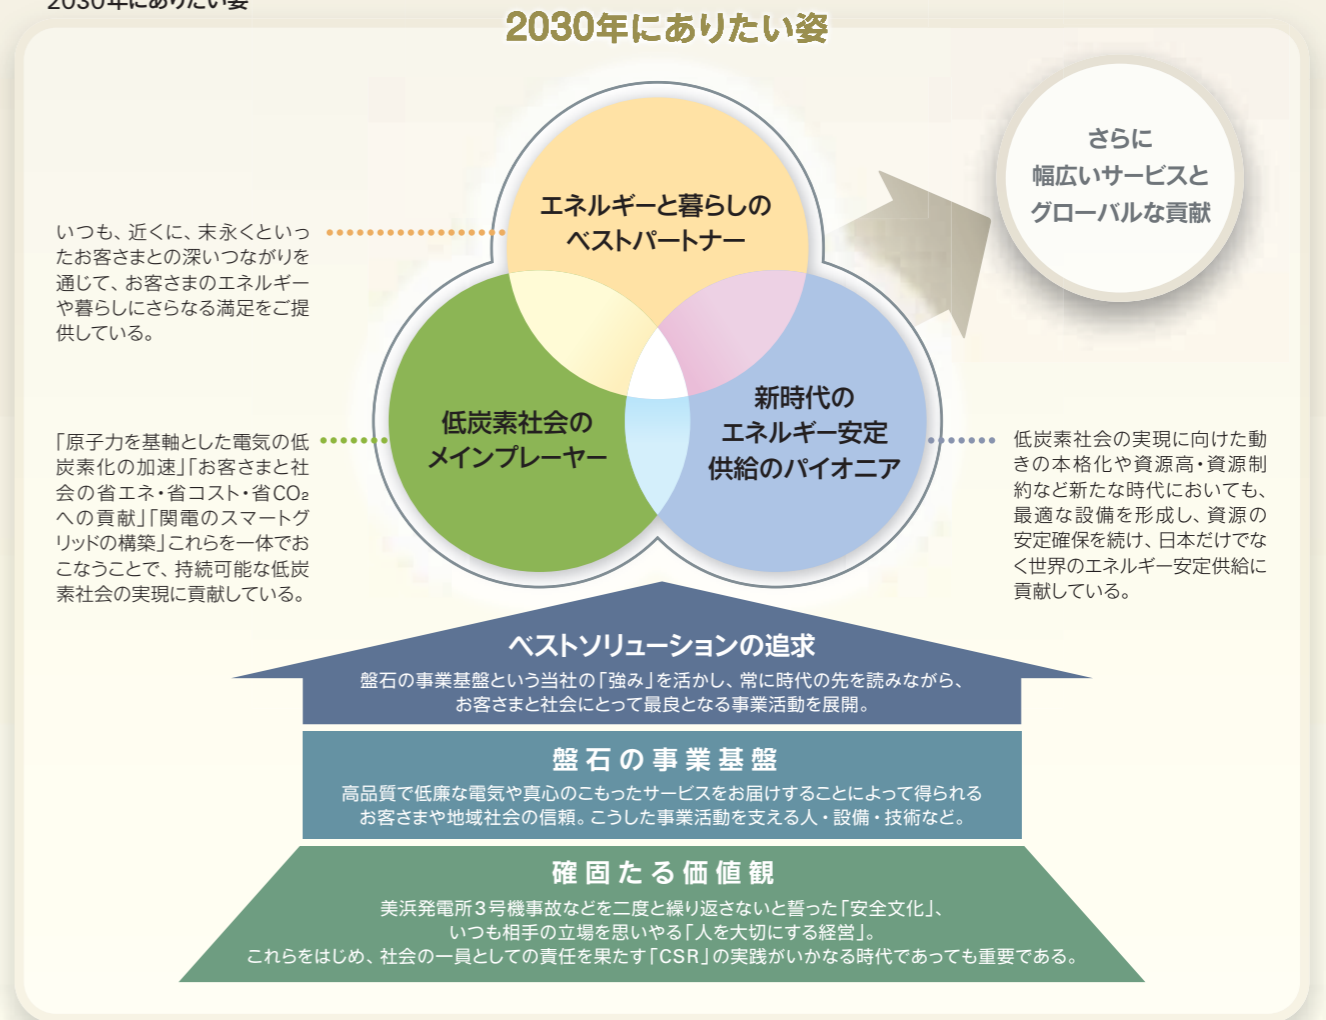 2030年にありたい姿
2030年にありたい姿
さらに
幅広いサービスと
グローバルな貢献
エネルギーと暮らしの
ベストパートナー
いつも、近くに、末永くといっ
たお客さまとの深いつながりを
通じて、お客さまのエネルギー
や暮らしにさらなる満足をご提
供している。
低炭素社会の
メインプレーヤー
新時代の
エネルギー安定
供給のパイオニア
「原子力を基軸とした電気の低
炭素化の加速」「お客さまと社
会の省エネ・省コスト・省CO₂
への貢献」「関電のスマートグ
リッドの構築」これらを一体でお
こなうことで、持続可能な低炭
素社会の実現に貢献している。
低炭素社会の実現に向けた動
きの本格化や資源高・資源制
約など新たな時代においても、
最適な設備を形成し、資源の
安定確保を続け、日本だけでな
く世界のエネルギー安定供給に
貢献している。
ベストソリューションの追求
盤石の事業基盤という当社の「強み」を活かし、常に時代の先を読みながら、
お客さまと社会にとって最良となる事業活動を展開。
盤石の事業基盤
高品質で低廉な電気や真心のこもったサービスをお届けすることによって得られる
お客さまや地域社会の信頼。こうした事業活動を支える人・設備・技術など。
確固たる価値観
美浜発電所3号機事故などを二度と繰り返さないと誓った「安全文化」、
いつも相手の立場を思いやる「人を大切にする経営」。
これらをはじめ、社会の一員としての責任を果たす「CSR」の実践がいかなる時代であっても重要である。